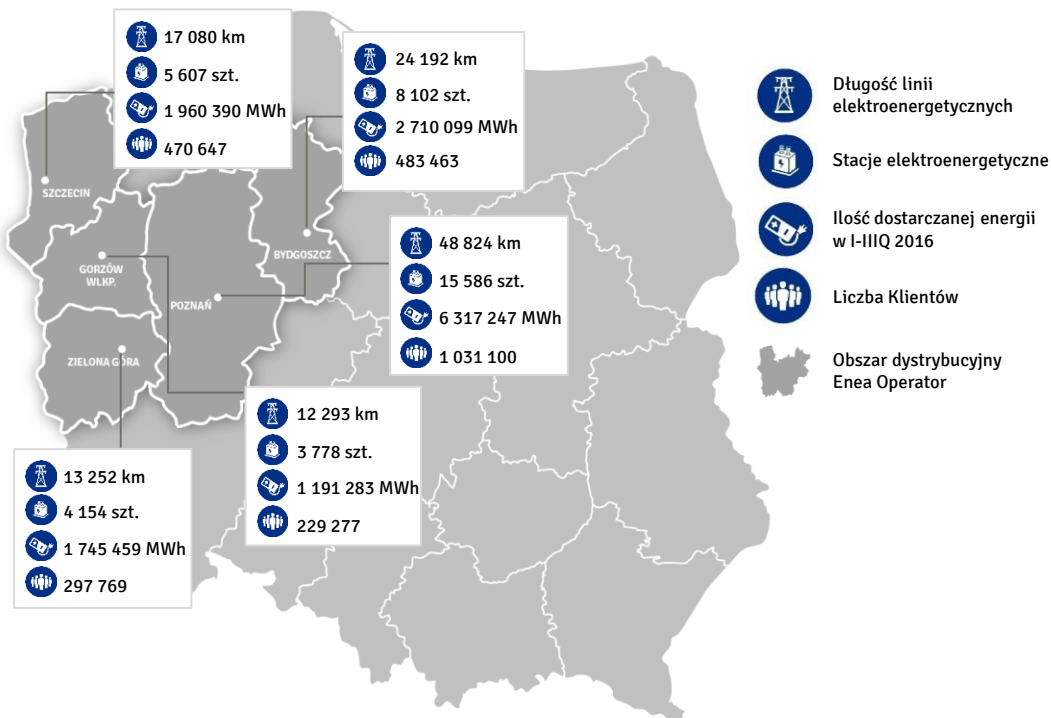 17 080 km
5 607 szt.
1 960 390 MWh
470 647
24 192 km
8 102 szt.
2 710 099 MWh
483 463
Długość linii
elektroenergetycznych
Stacje elektroenergetyczne
Ilość dostarczanej energii
w I-IIIQ 2016
Liczba Klientów
Obszar dystrybucyjny
Enea Operator
SZCZECIN
BYDGOSZCZ
GORZÓW
WLKP.
POZNAŃ
ZIELONA GÓRA
48 824 km
15 586 szt.
6 317 247 MWh
1 031 100
12 293 km
3 778 szt.
1 191 283 MWh
229 277
13 252 km
4 154 szt.
1 745 459 MWh
297 769